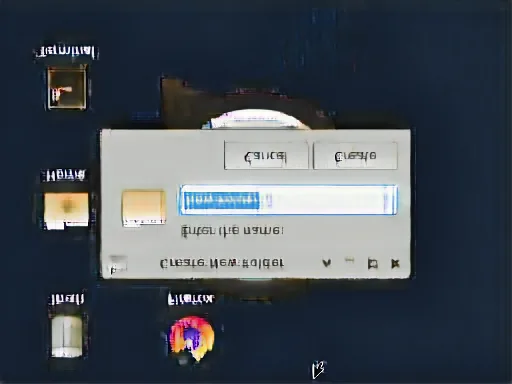 Trash
Firefox
Create New Folder
Enter the name:
Home
Cancel
Create
Terminal